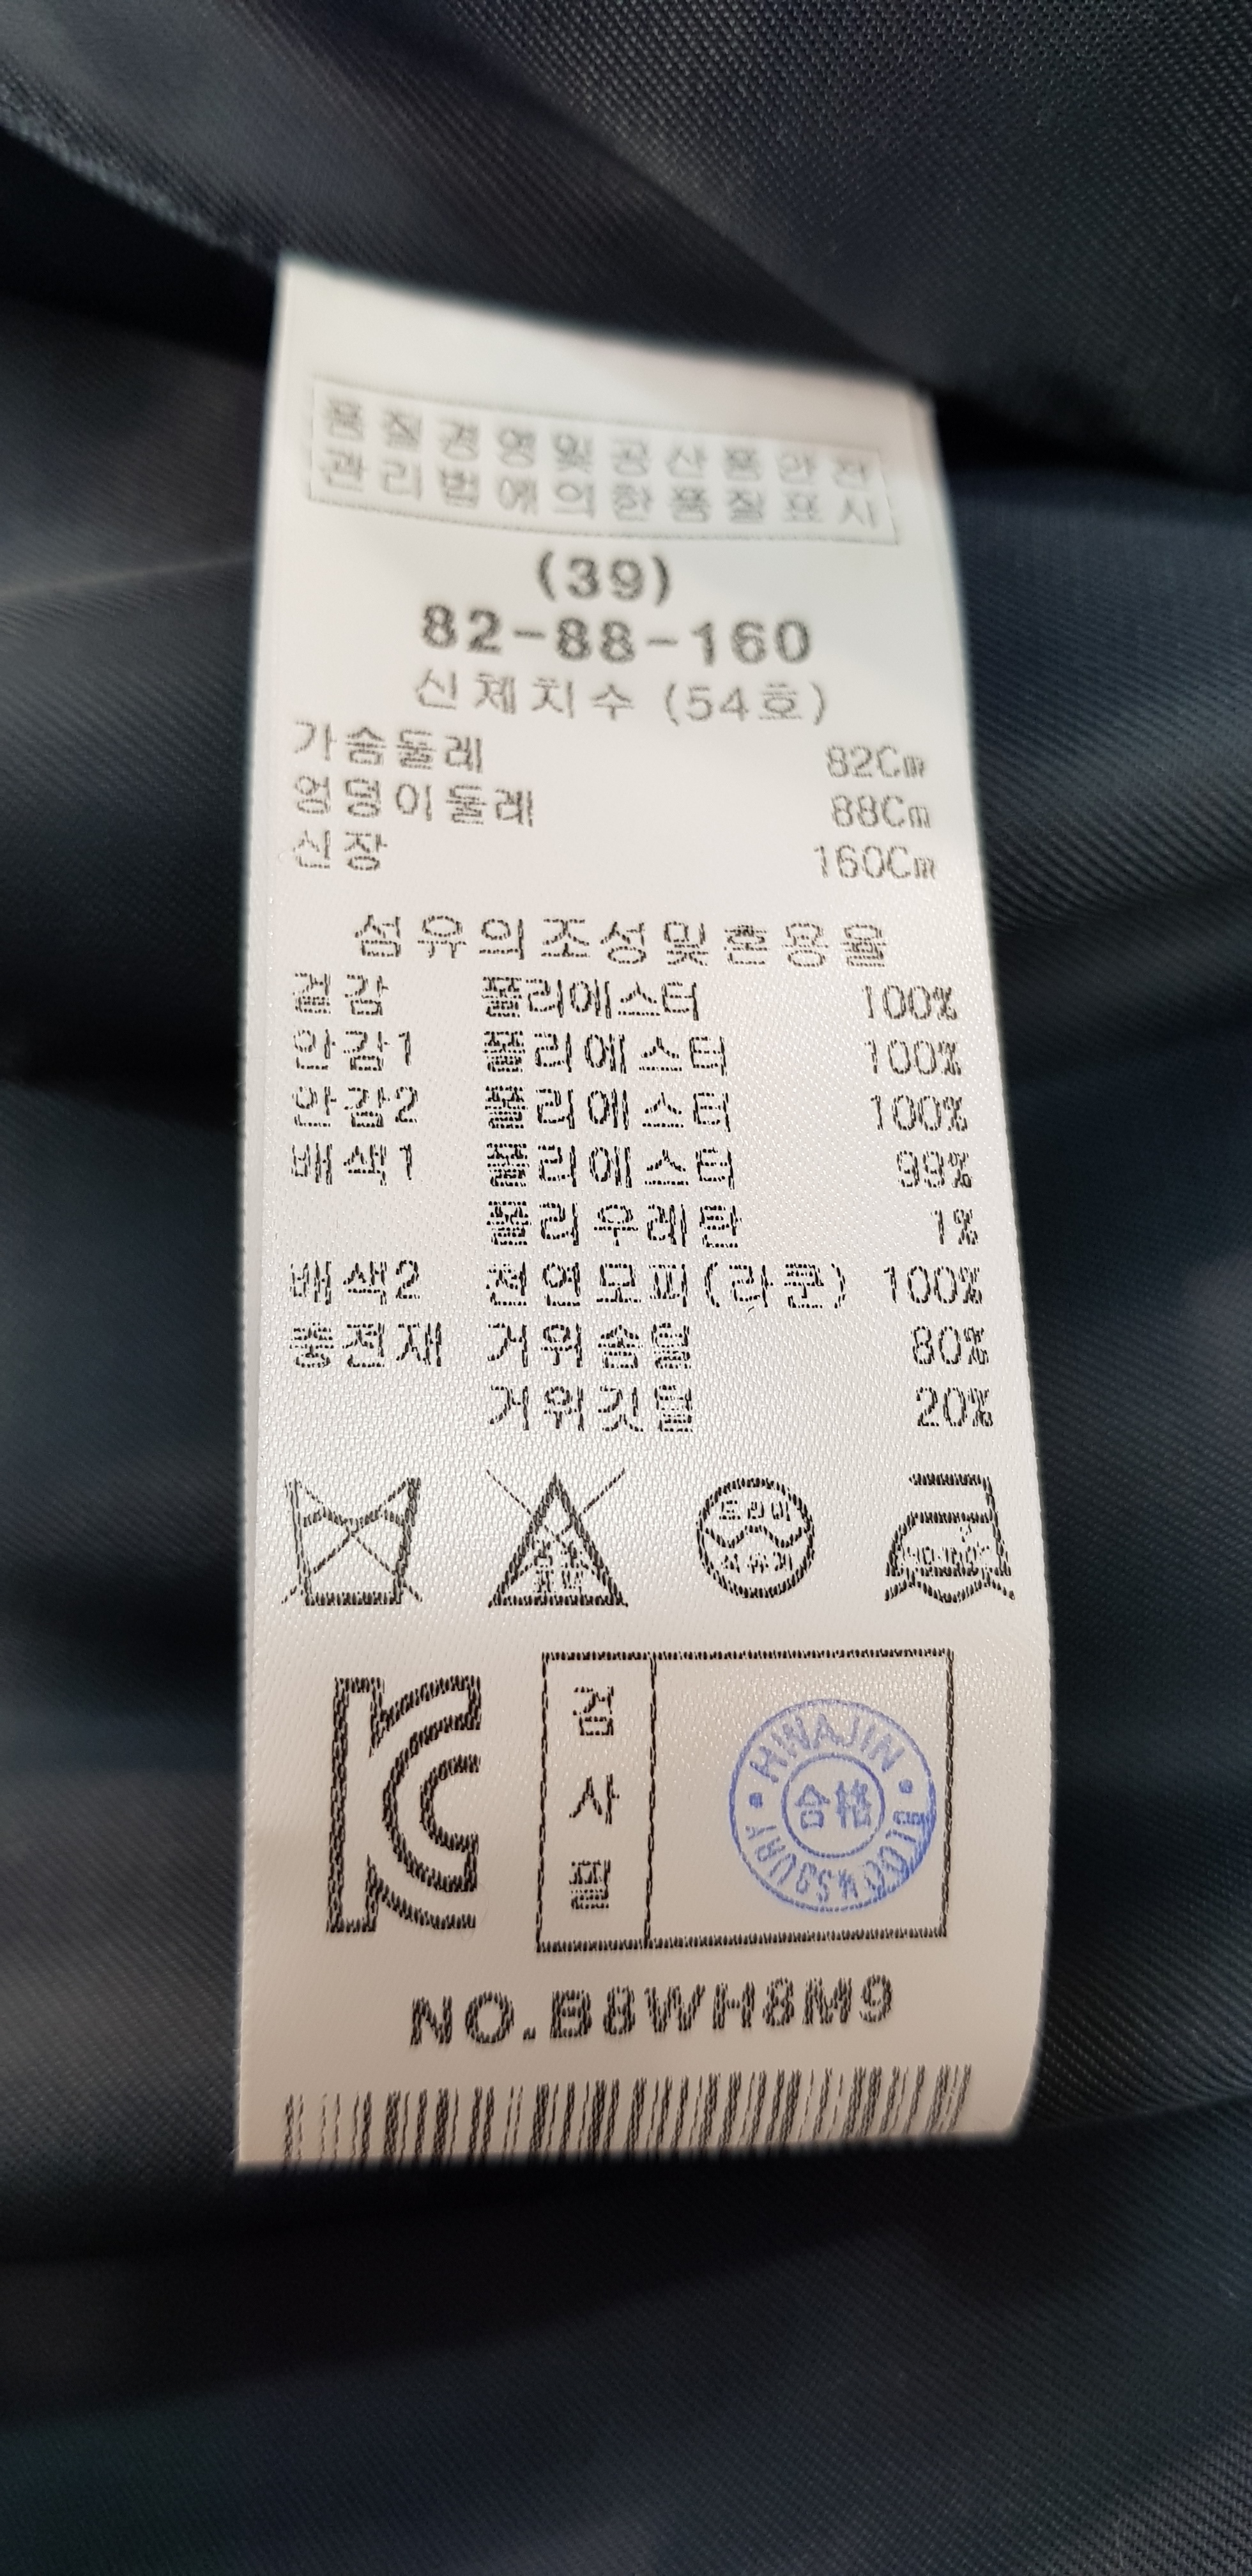 품질경영및공산품안전
관리법에의한품질표시
(39)
82-88-160
신체치수 (54호)
가슴둘레 82Cm
엉덩이둘레 88Cm
신장 160Cm
섬유의조성및혼용율
겉감 폴리에스터 100%
안감1 폴리에스터 100%
안감2 폴리에스터 100%
배색1 폴리에스터 99%
폴리우레탄 1%
배색2 천연모피(라쿤) 100%
충전재 거위솜털 80%
거위깃털 20%
드라이
석유계
검사필
HWAJIN
合格
NO.B8WH8M9